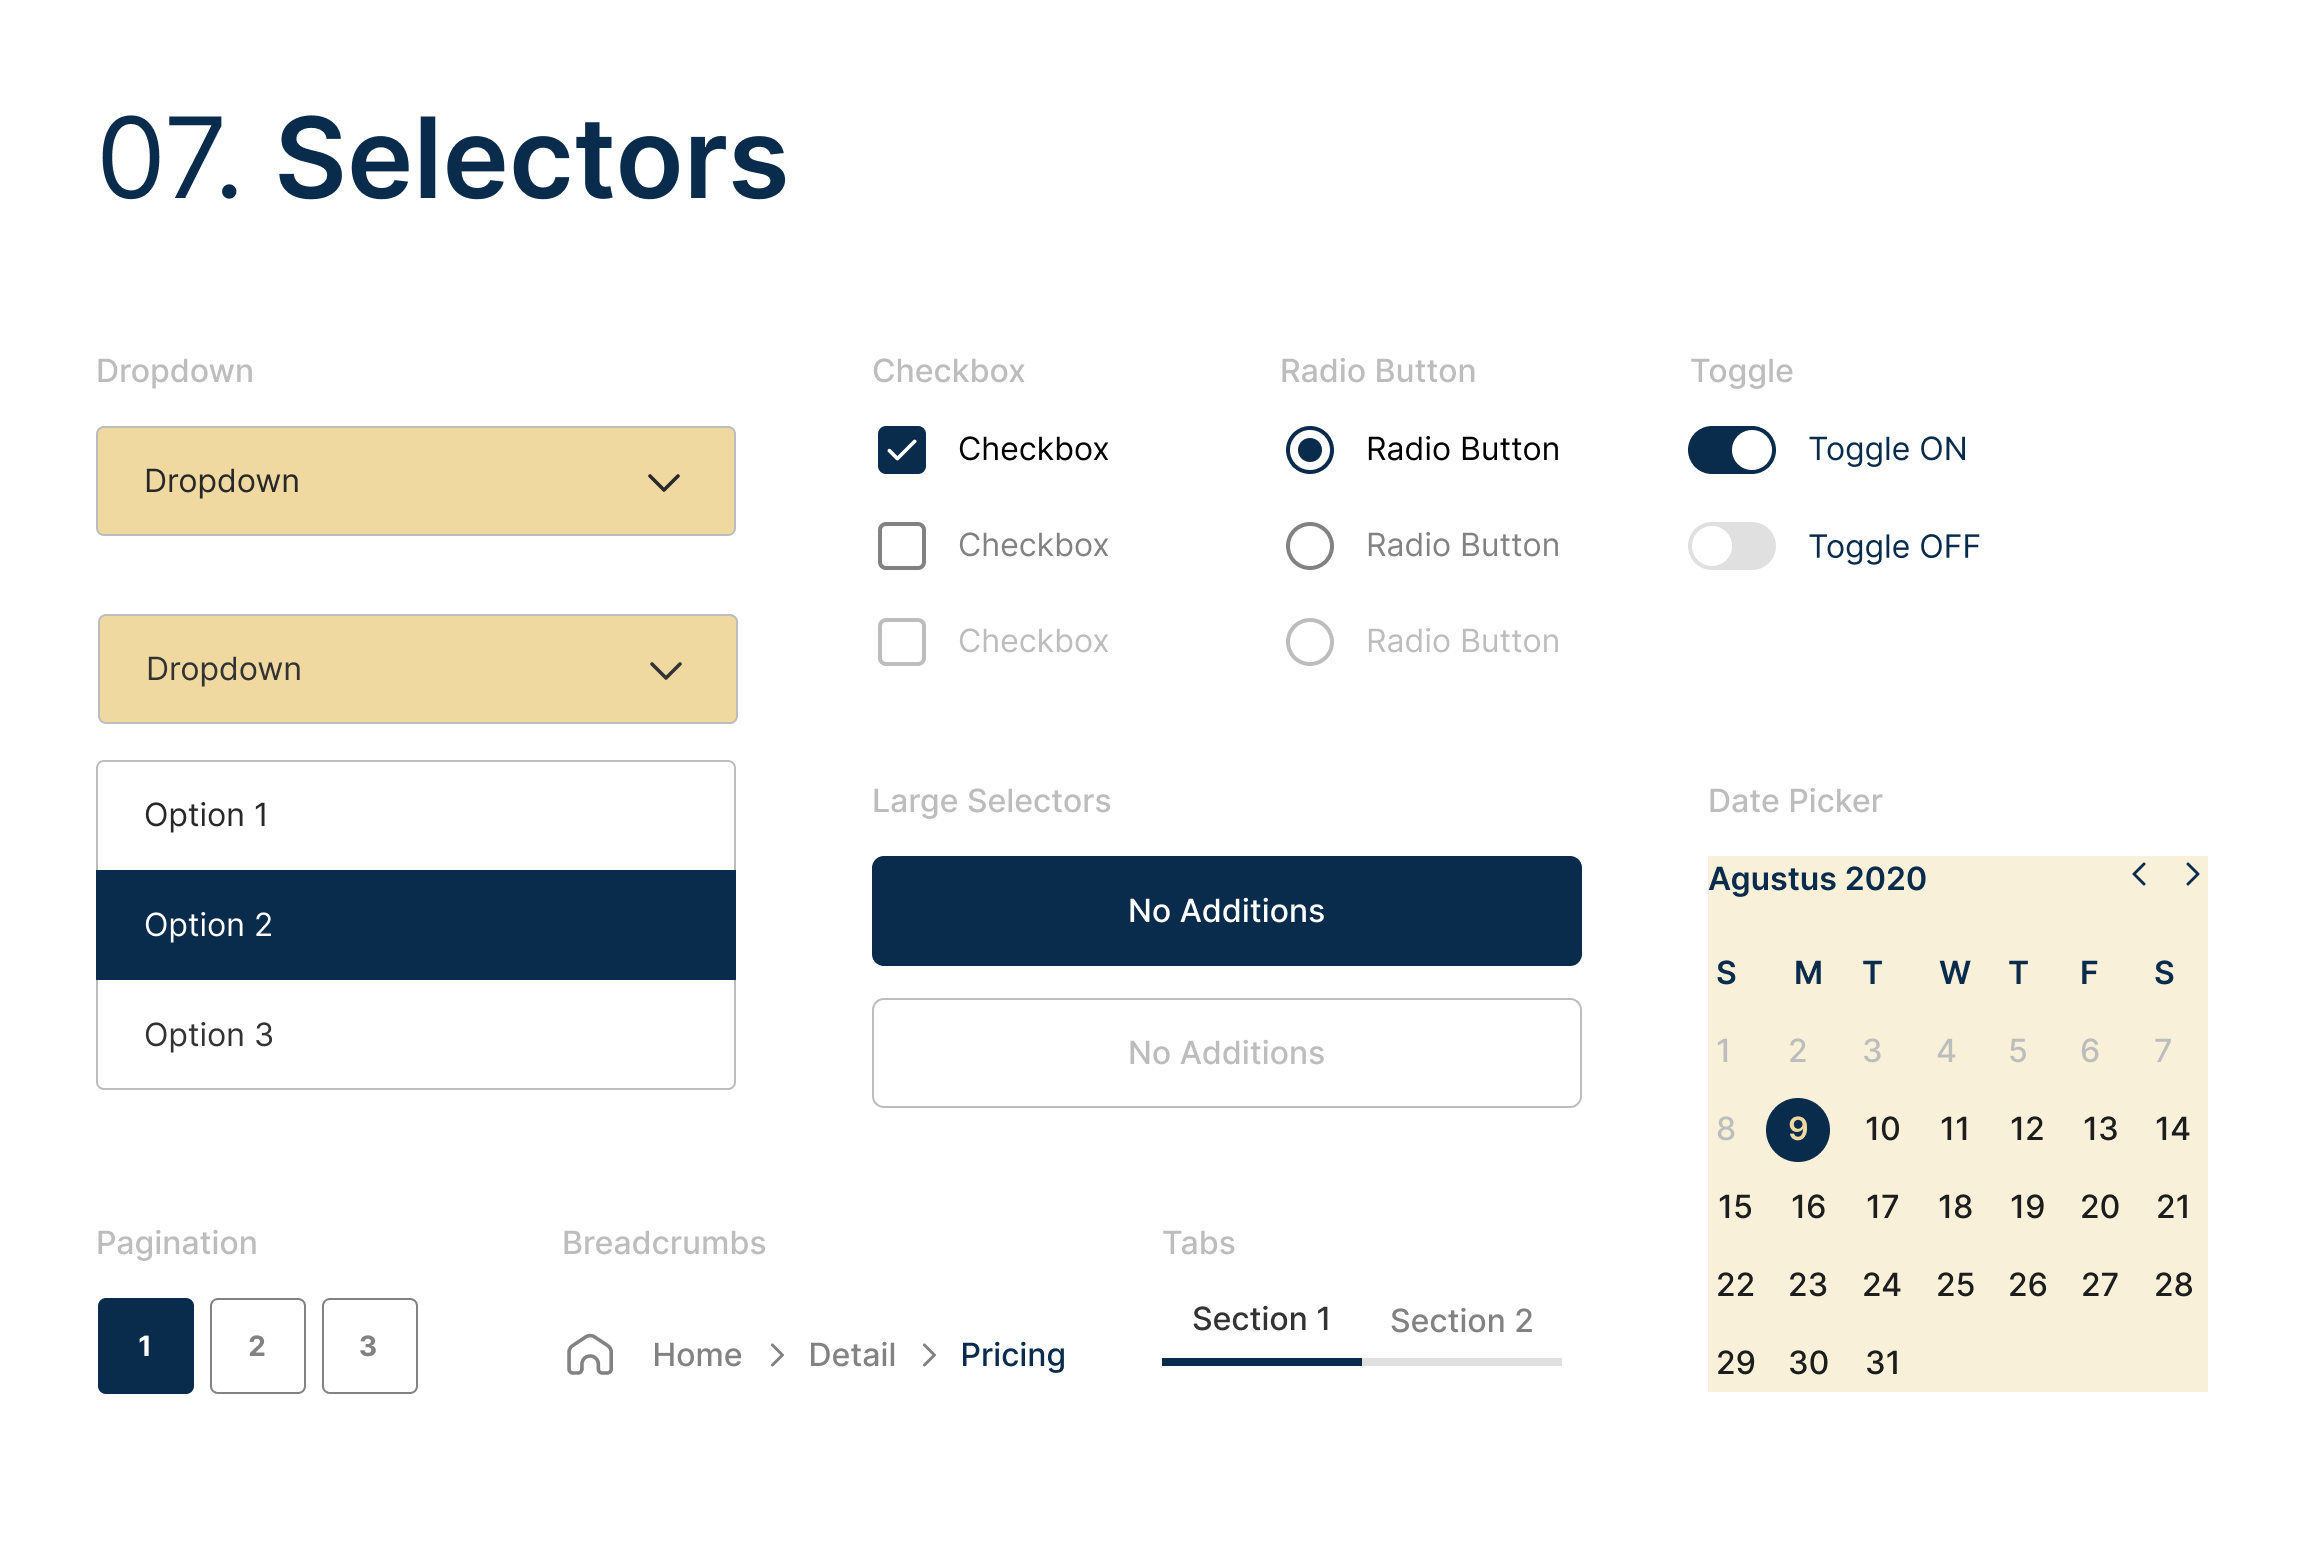 07. Selectors
Dropdown
Dropdown
Dropdown
Option 1
Option 2
Option 3
Checkbox
Checkbox
Checkbox
Checkbox
Radio Button
Radio Button
Radio Button
Radio Button
Toggle
Toggle ON
Toggle OFF
Large Selectors
No Additions
No Additions
Date Picker
Agustus 2020
S M T W T F S
1 2 3 4 5 6 7
8 9 10 11 12 13 14
15 16 17 18 19 20 21
22 23 24 25 26 27 28
29 30 31
Pagination
1 2 3
Breadcrumbs
Home > Detail > Pricing
Tabs
Section 1 Section 2